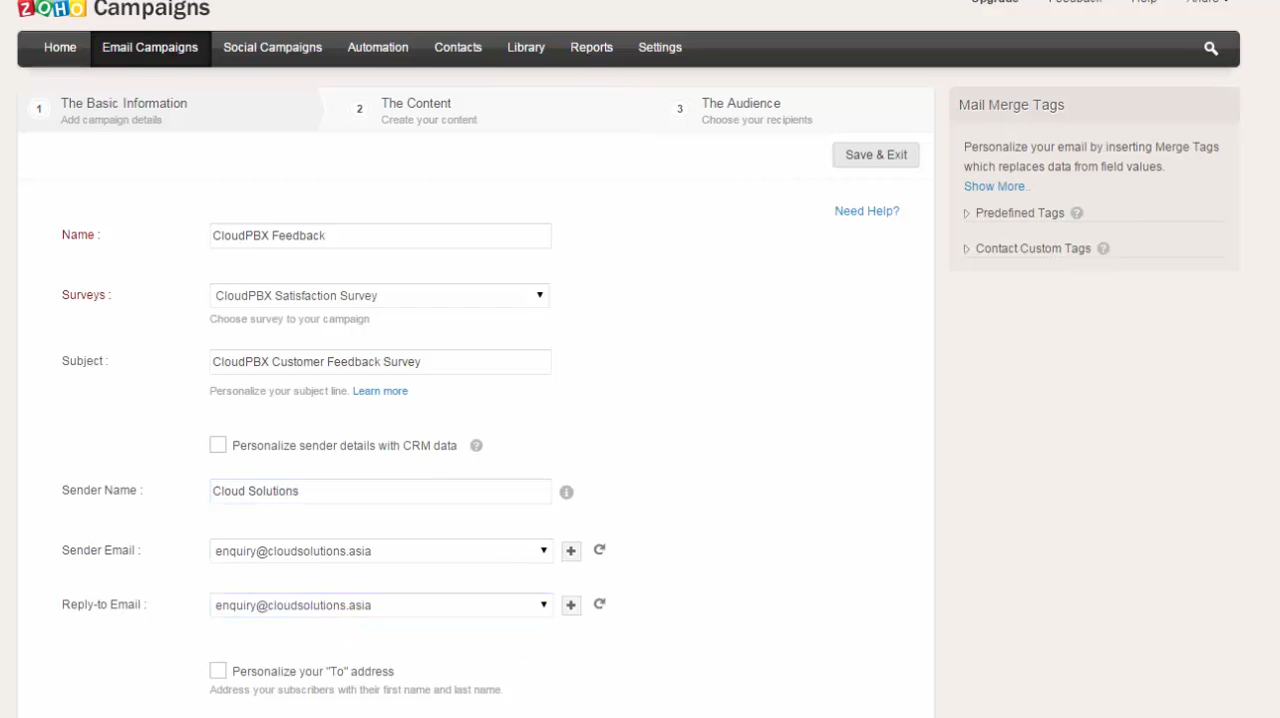 ZOHO Campaigns
Upgrade Feedback Help Andre
Home Email Campaigns Social Campaigns Automation Contacts Library Reports Settings
1 The Basic Information
Add campaign details
2 The Content
Create your content
3 The Audience
Choose your recipients
Save & Exit
Need Help?
Name :
CloudPBX Feedback
Surveys :
CloudPBX Satisfaction Survey
Choose survey to your campaign
Subject :
CloudPBX Customer Feedback Survey
Personalize your subject line. Learn more
Personalize sender details with CRM data ?
Sender Name :
Cloud Solutions
Sender Email :
enquiry@cloudsolutions.asia
Reply-to Email :
enquiry@cloudsolutions.asia
Personalize your "To" address
Address your subscribers with their first name and last name.
Mail Merge Tags
Personalize your email by inserting Merge Tags
which replaces data from field values.
Show More..
Predefined Tags ?
Contact Custom Tags ?